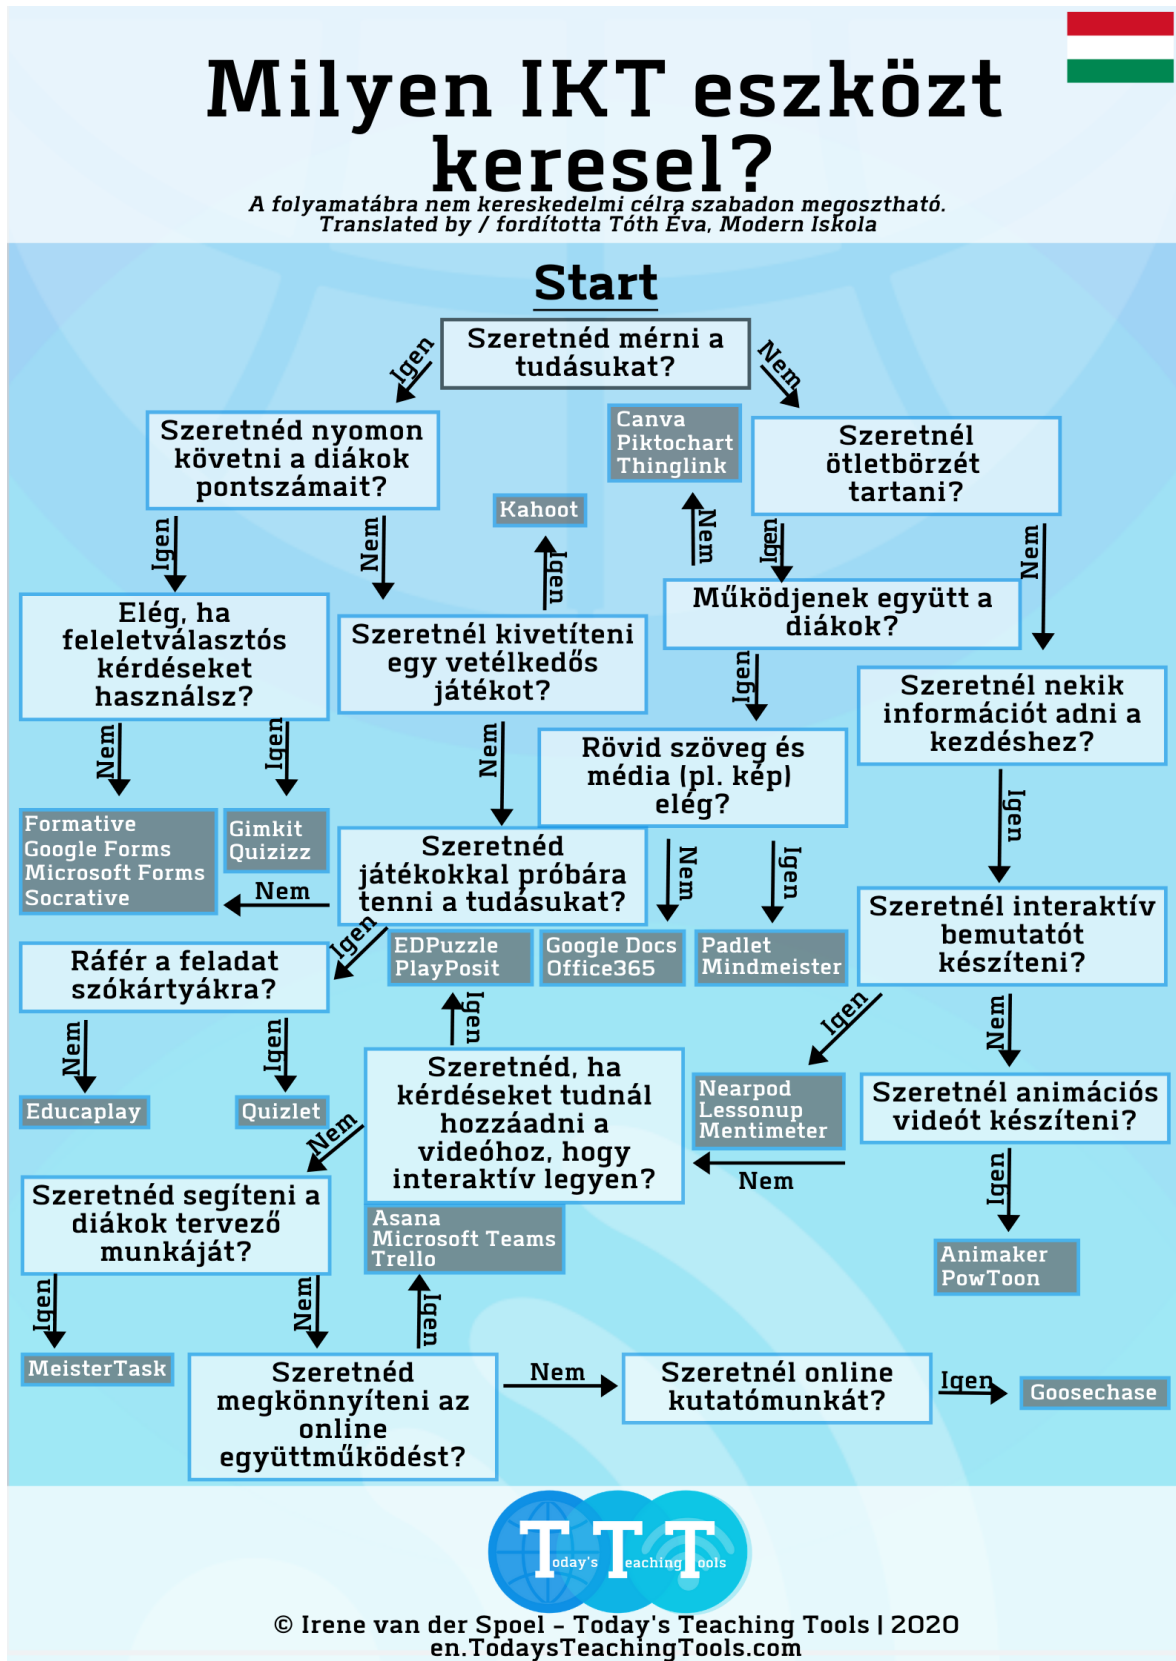 Milyen IKT eszközt
keresel?
A folyamatábra nem kereskedelmi célra szabadon megosztható.
Translated by / fordította Tóth Éva, Modern Iskola
Start
Szeretnéd mérni a
tudásukat?
Igen
Nem
Szeretnéd nyomon
követni a diákok
pontszámait?
Canva
Piktochart
Thinglink
Szeretnél
ötletbörzét
tartani?
Kahoot
Igen
Nem
Igen
Nem
Igen
Nem
Elég, ha
feleletválasztós
kérdéseket
használsz?
Szeretnél kivetíteni
egy vetélkedős
játékot?
Működjenek együtt a
diákok?
Igen
Szeretnél nekik
információt adni a
kezdéshez?
Nem
Igen
Nem
Rövid szöveg és
média (pl. kép)
elég?
Igen
Formative
Google Forms
Microsoft Forms
Socrative
Gimkit
Quizizz
Nem
Szeretnéd
játékokkal próbára
tenni a tudásukat?
Nem
Igen
Szeretnél interaktív
bemutatót
készíteni?
Igen
EDPuzzle
PlayPosit
Google Docs
Office365
Padlet
Mindmeister
Ráfér a feladat
szókártyákra?
Igen
Igen
Nem
Nem
Igen
Educaplay
Quizlet
Szeretnéd, ha
kérdéseket tudnál
hozzáadni a
videóhoz, hogy
interaktív legyen?
Nearpod
Lessonup
Mentimeter
Szeretnél animációs
videót készíteni?
Nem
Nem
Igen
Szeretnéd segíteni a
diákok tervező
munkáját?
Asana
Microsoft Teams
Trello
Animaker
PowToon
Igen
Nem
Igen
MeisterTask
Szeretnéd
megkönnyíteni az
online
együttműködést?
Nem
Szeretnél online
kutatómunkát?
Igen
Goosechase
Today's Teaching Tools
© Irene van der Spoel – Today's Teaching Tools | 2020
en.TodaysTeachingTools.com